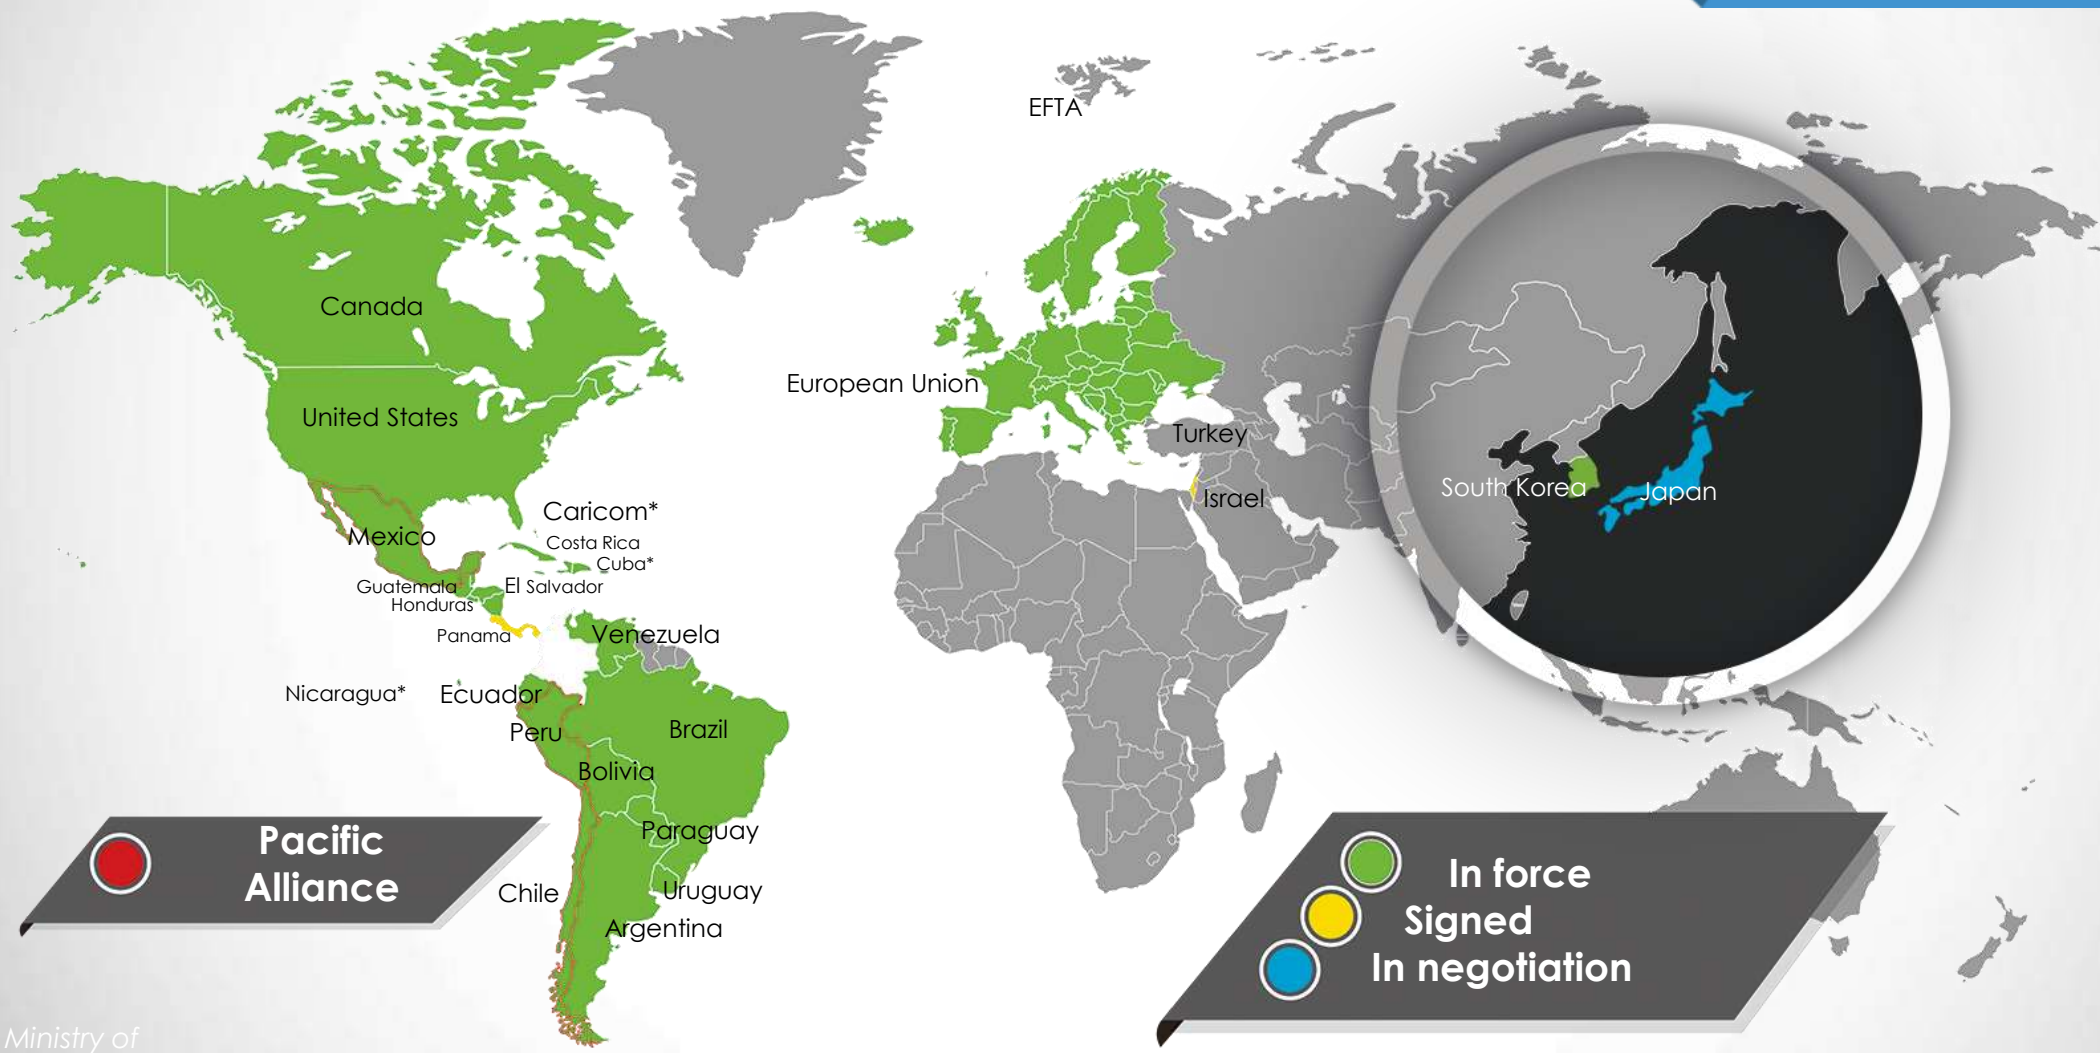 EFTA
Canada
European Union
United States
Turkey
South Korea
Japan
Israel
Caricom*
Mexico
Costa Rica
Cuba*
Guatemala
El Salvador
Honduras
Panama
Venezuela
Nicaragua*
Ecuador
Peru
Brazil
Bolivia
Paraguay
Chile
Uruguay
Argentina
Pacific
Alliance
In force
Signed
In negotiation
Ministry of